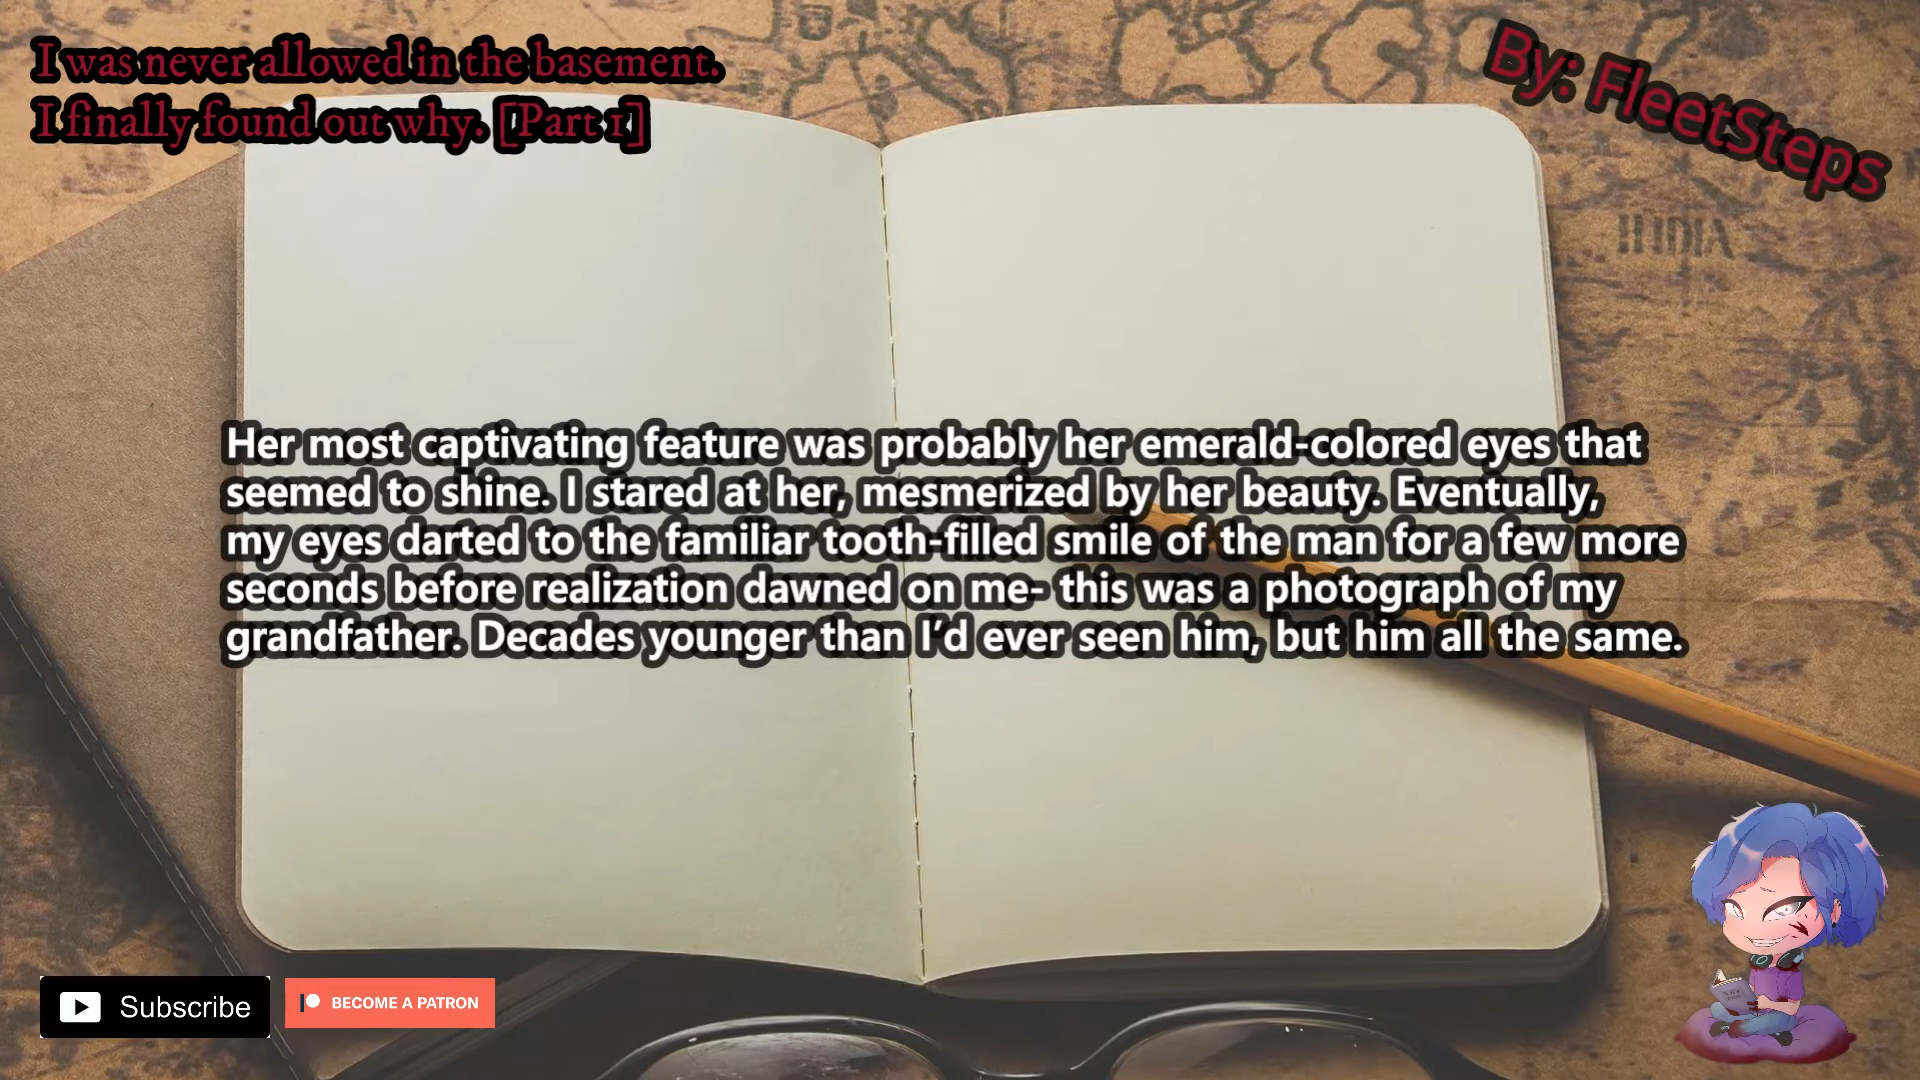 I was never allowed in the basement.
I finally found out why. [Part 1]
By: FleetSteps
INDIA
Her most captivating feature was probably her emerald-colored eyes that
seemed to shine. I stared at her, mesmerized by her beauty. Eventually,
my eyes darted to the familiar tooth-filled smile of the man for a few more
seconds before realization dawned on me- this was a photograph of my
grandfather. Decades younger than I’d ever seen him, but him all the same.
Subscribe
BECOME A PATRON